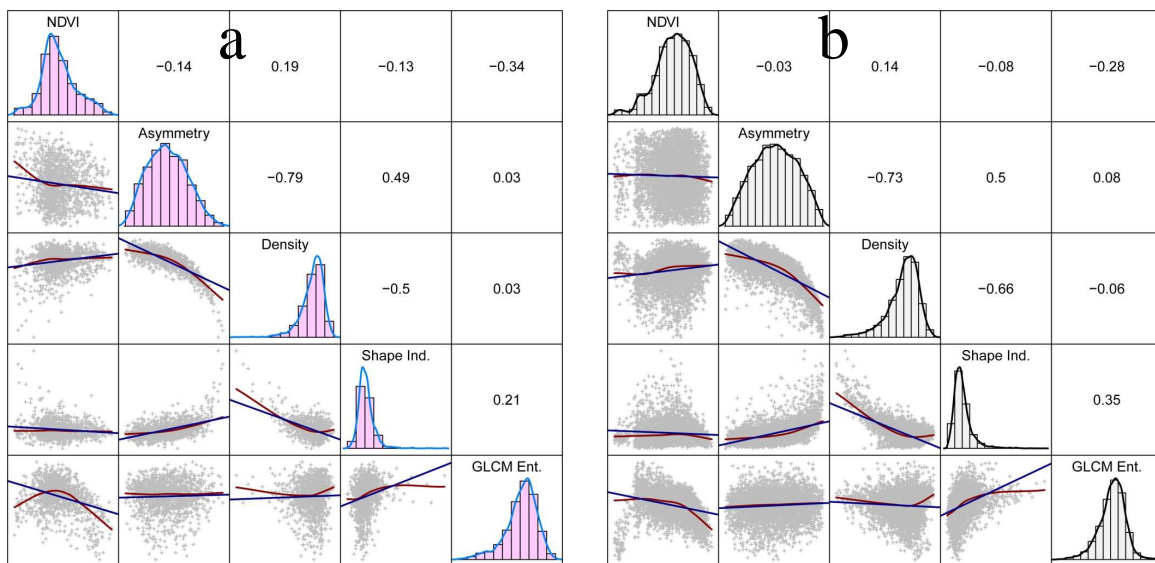 NDVI
a
−0.14
0.19
−0.13
−0.34
Asymmetry
−0.79
0.49
0.03
Density
−0.5
0.03
Shape Ind.
0.21
GLCM Ent.
NDVI
b
−0.03
0.14
−0.08
−0.28
Asymmetry
−0.73
0.5
0.08
Density
−0.66
−0.06
Shape Ind.
0.35
GLCM Ent.